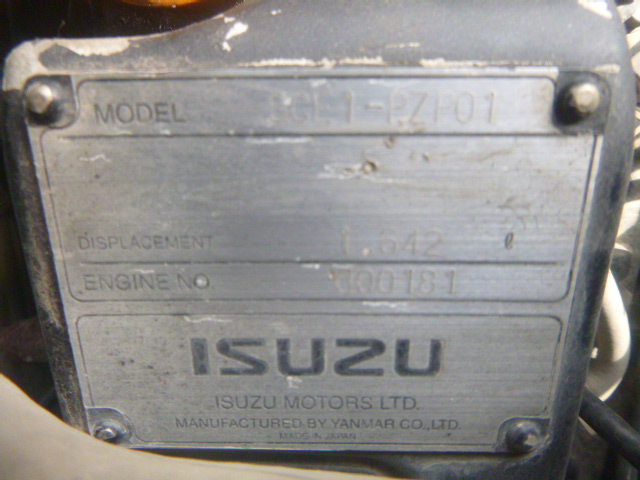 MODEL
DISPLACEMENT 1.642 ℓ
ENGINE NO. 000181
ISUZU
ISUZU MOTORS LTD.
MANUFACTURED BY YANMAR CO.,LTD.
MADE IN JAPAN